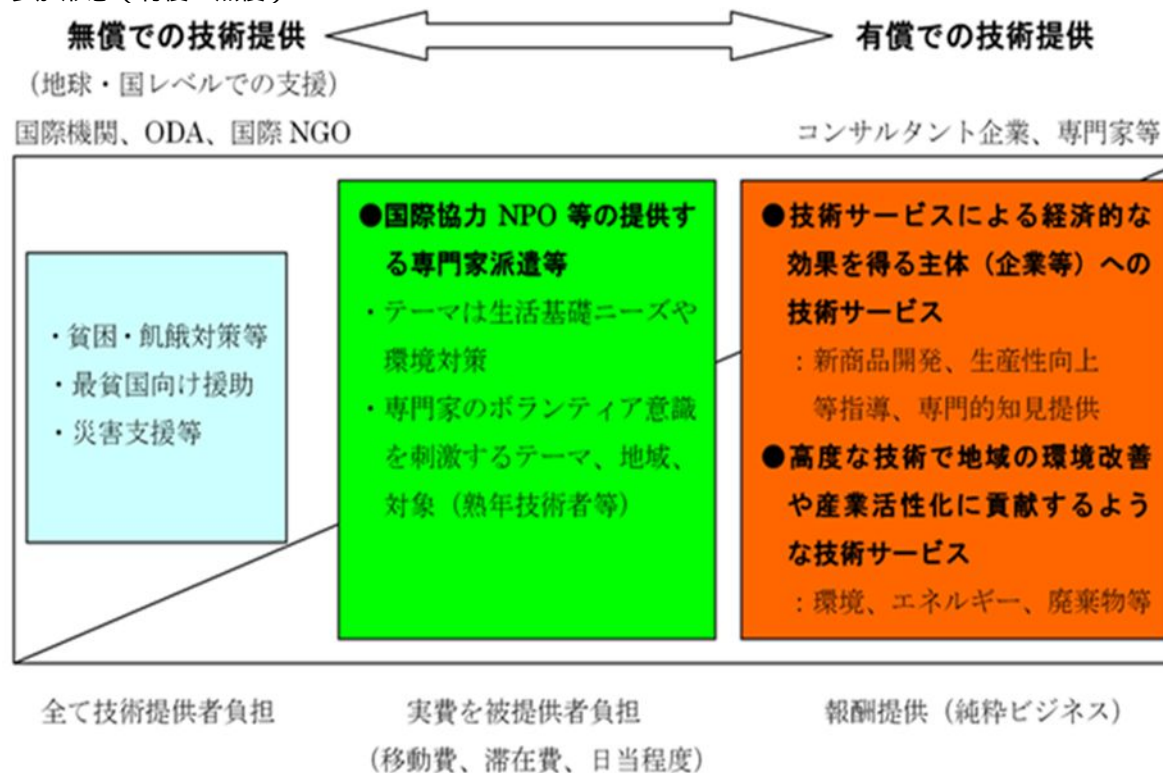 無償での技術提供
有償での技術提供
(地球・国レベルでの支援)
国際機関、ODA、国際 NGO
コンサルタント企業、専門家等
・貧困・飢餓対策等
・最貧国向け援助
・災害支援等
●国際協力 NPO 等の提供す
る専門家派遣等
・テーマは生活基礎ニーズや
環境対策
・専門家のボランティア意識
を刺激するテーマ、地域、
対象(熟年技術者等)
●技術サービスによる経済的な
効果を得る主体(企業等)への
技術サービス
:新商品開発、生産性向上
等指導、専門的知見提供
●高度な技術で地域の環境改善
や産業活性化に貢献するよう
な技術サービス
:環境、エネルギー、廃棄物等
全て技術提供者負担
実費を被提供者負担
(移動費、滞在費、日当程度)
報酬提供(純粋ビジネス)